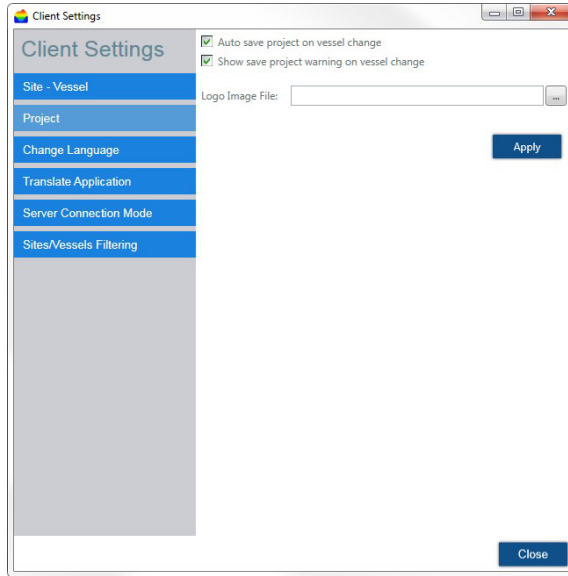 Client Settings
Client Settings
Site - Vessel
Project
Change Language
Translate Application
Server Connection Mode
Sites/Vessels Filtering
Auto save project on vessel change
Show save project warning on vessel change
Logo Image File:
...
Apply
Close